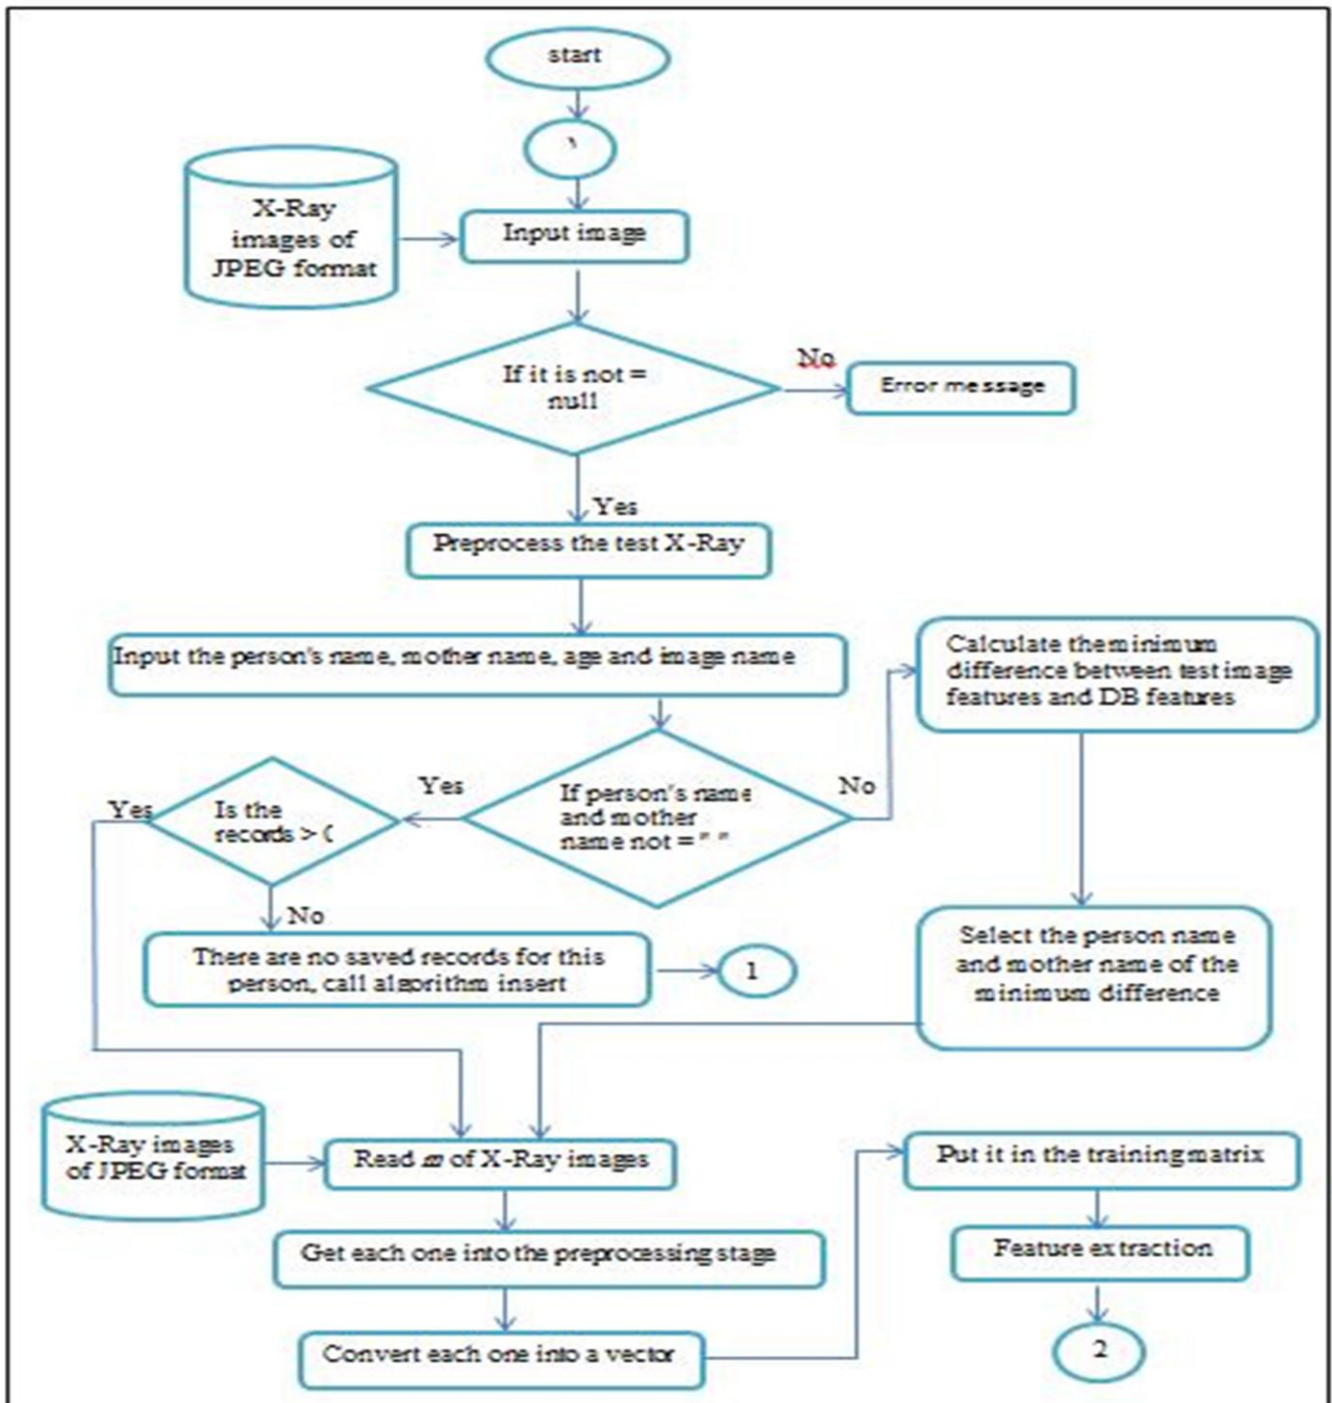 start
١
X-Ray
images of
JPEG format
Input image
If it is not =
null
No
Error message
Yes
Preprocess the test X-Ray
Input the person's name, mother name, age and image name
Calculate the minimum
difference between test image
features and DB features
Yes
Is the
records >
Yes
If person's name
and mother
name not = " "
No
No
There are no saved records for this
person, call algorithm insert
1
Select the person name
and mother name of the
minimum difference
X-Ray images
of JPEG format
Read m of X-Ray images
Put it in the training matrix
Get each one into the preprocessing stage
Feature extraction
Convert each one into a vector
2